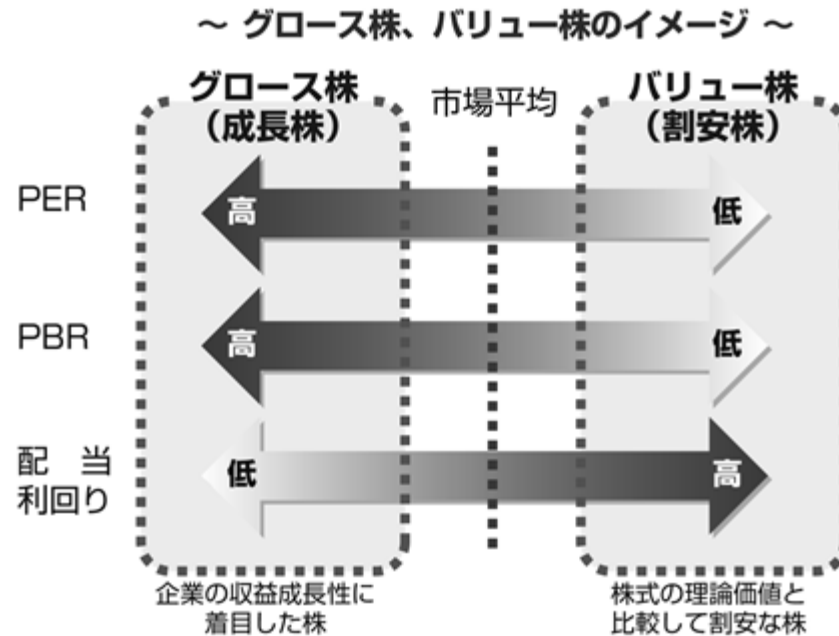 ～ グロース株、バリュー株のイメージ ～
グロース株
（成長株）
市場平均
バリュー株
（割安株）
PER
高
低
PBR
高
低
配　当
利回り
低
高
企業の収益成長性に
着目した株
株式の理論価値と
比較して割安な株